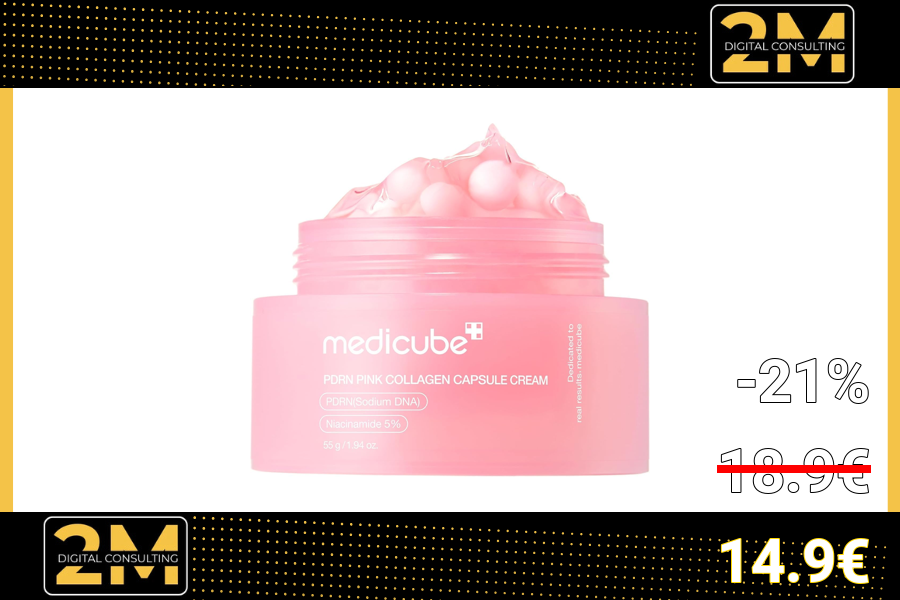 2M
DIGITAL CONSULTING
medicube
PDRN PINK COLLAGEN CAPSULE CREAM
PDRN(Sodium DNA)
Niacinamide 5%
55 g / 1.94 oz.
Dedicated to
real results, medicube
-21%
18.9€
2M
DIGITAL CONSULTING
14.9€